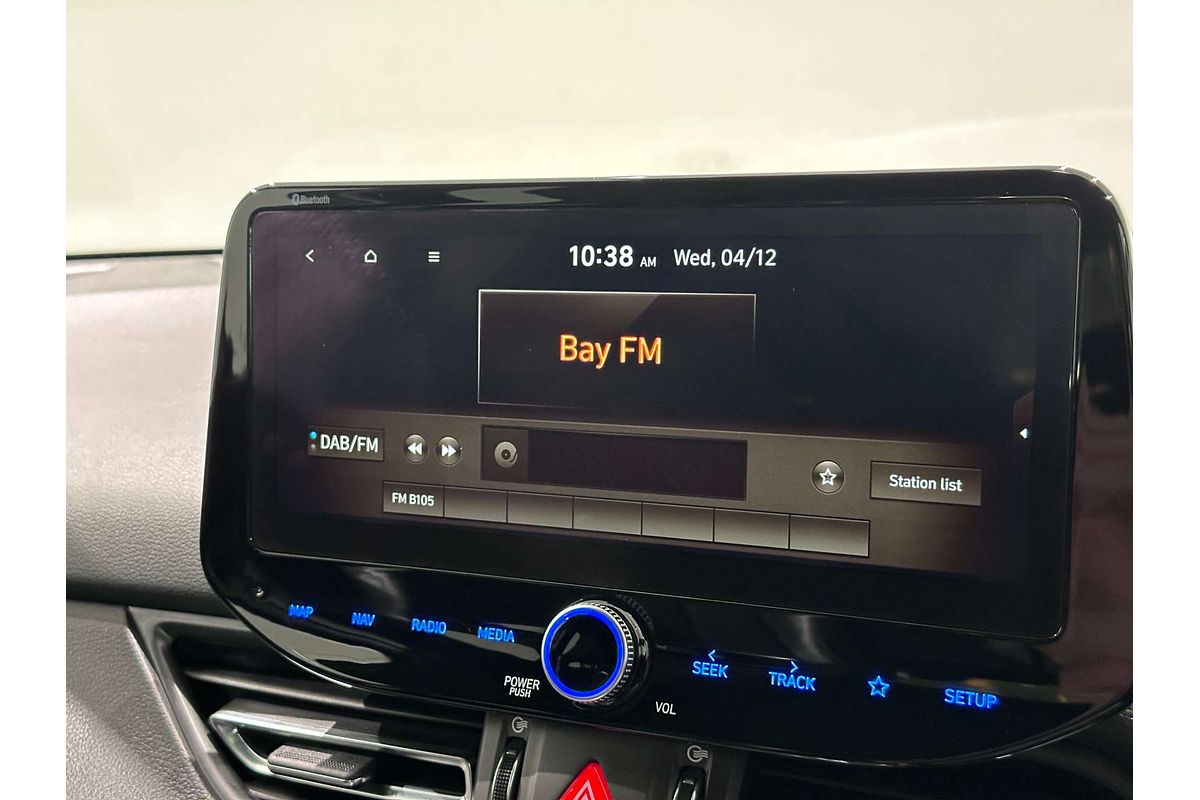 Bluetooth
10:38 AM Wed, 04/12
Bay FM
DAB/FM
Station list
FM B105
MAP NAV RADIO MEDIA
SEEK TRACK SETUP
POWER
PUSH
VOL